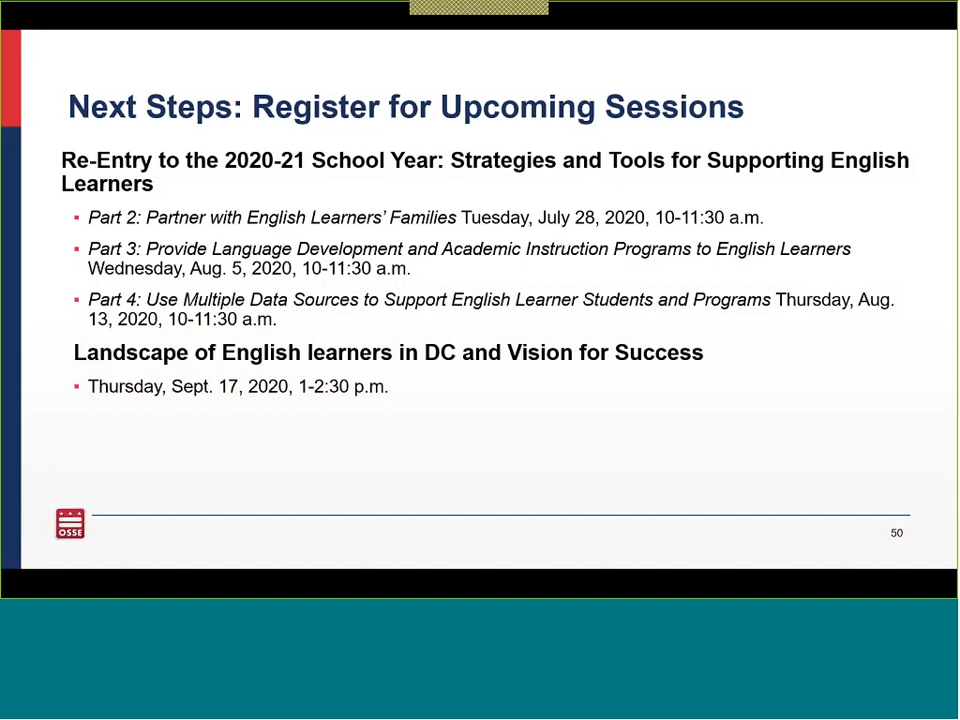 Next Steps: Register for Upcoming Sessions
Re-Entry to the 2020-21 School Year: Strategies and Tools for Supporting English
Learners
▪ Part 2: Partner with English Learners’ Families Tuesday, July 28, 2020, 10-11:30 a.m.
▪ Part 3: Provide Language Development and Academic Instruction Programs to English Learners
Wednesday, Aug. 5, 2020, 10-11:30 a.m.
▪ Part 4: Use Multiple Data Sources to Support English Learner Students and Programs Thursday, Aug.
13, 2020, 10-11:30 a.m.
Landscape of English learners in DC and Vision for Success
▪ Thursday, Sept. 17, 2020, 1-2:30 p.m.
OSSE
50